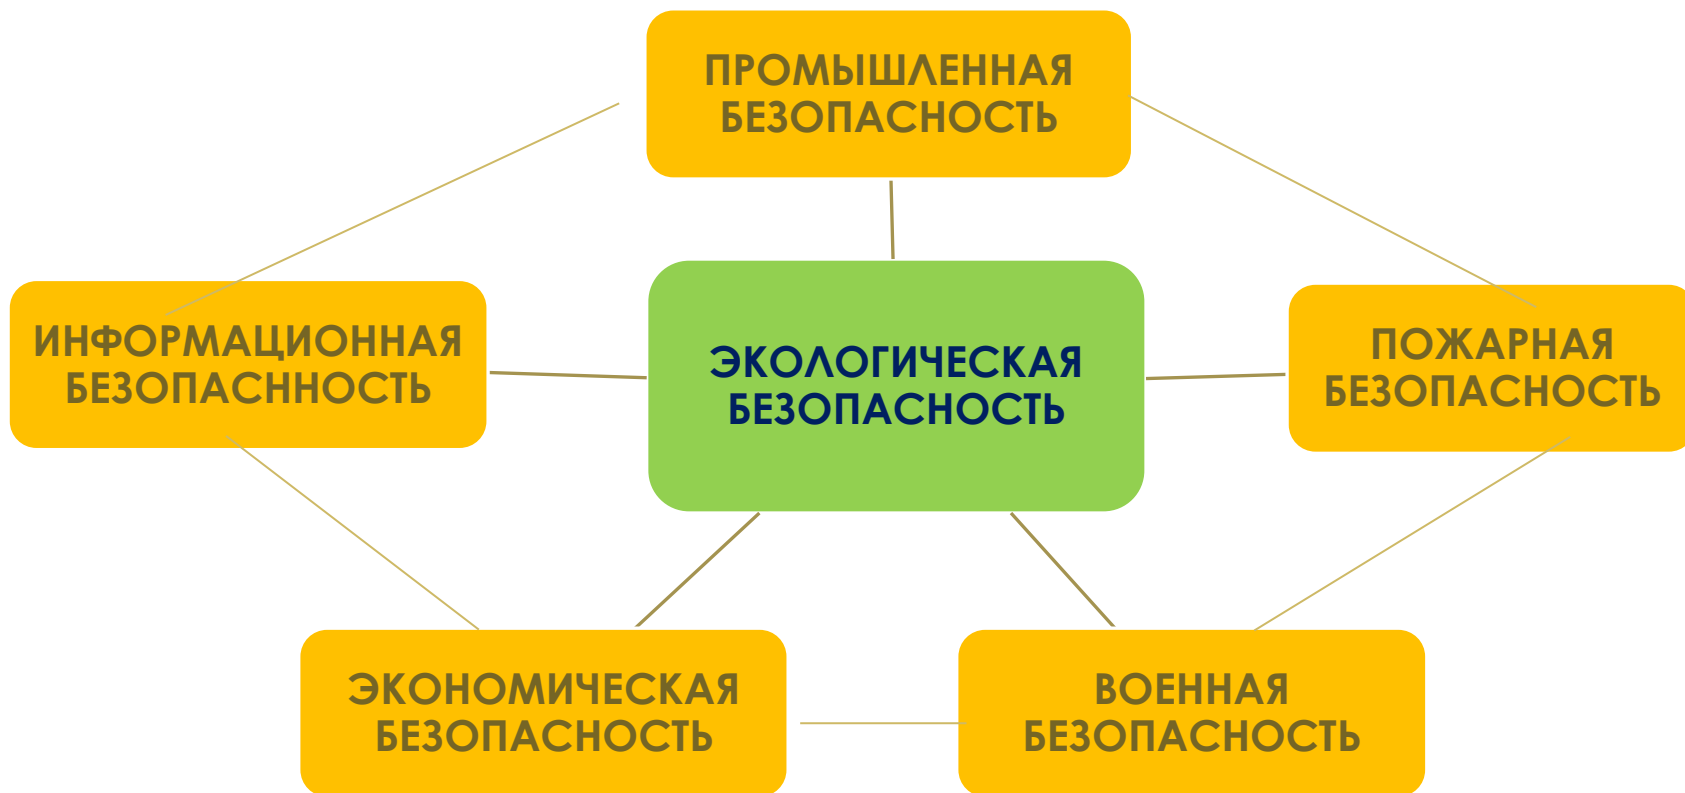 ПРОМЫШЛЕННАЯ
БЕЗОПАСНОСТЬ
ИНФОРМАЦИОННАЯ
БЕЗОПАСННОСТЬ
ЭКОЛОГИЧЕСКАЯ
БЕЗОПАСНОСТЬ
ПОЖАРНАЯ
БЕЗОПАСНОСТЬ
ЭКОНОМИЧЕСКАЯ
БЕЗОПАСНОСТЬ
ВОЕННАЯ
БЕЗОПАСНОСТЬ